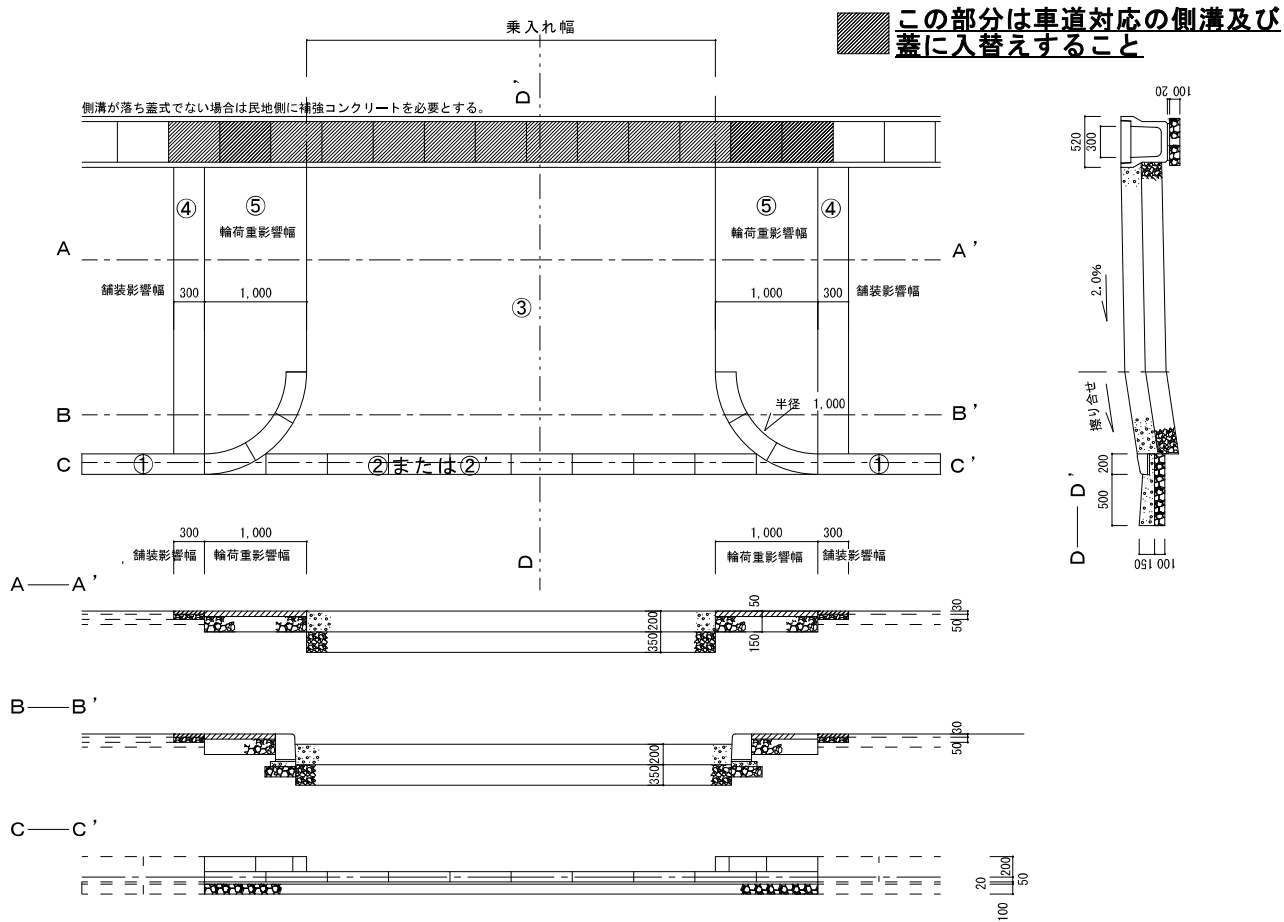 この部分は車道対応の側溝及び
蓋に入替えすること
乗入れ幅
側溝が落ち蓋式でない場合は民地側に補強コンクリートを必要とする。
D'
100 20
520
300
④ ⑤ ⑤ ④
輪荷重影響幅 輪荷重影響幅
A A'
舗装影響幅 300 1,000 1,000 300 舗装影響幅
③
2.0%
擦り合せ
半径 1,000
B B'
C ① ②または②' ① C'
200
500
D D'
150 100
300 1,000 1,000 300
舗装影響幅 輪荷重影響幅 D 輪荷重影響幅 舗装影響幅
A A'
350 200 50 150 50 30
B B'
350 200 50 30
C C'
20 200 50
100